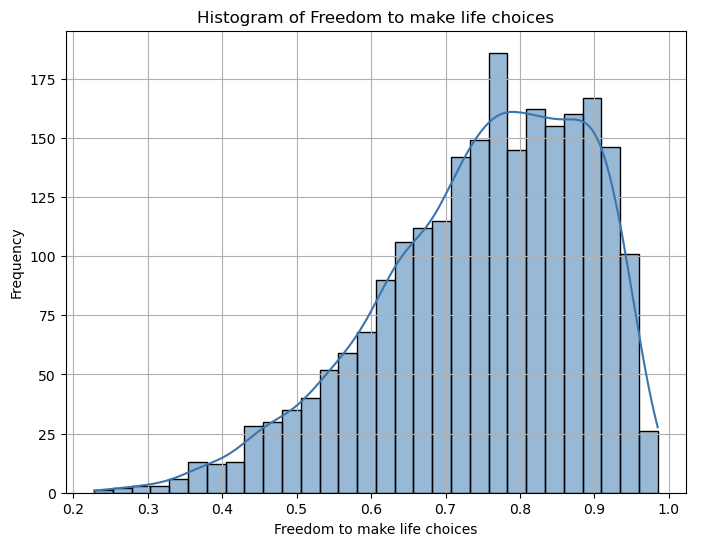 Histogram of Freedom to make life choices
175
150
125
100
75
50
25
0
Frequency
0.2 0.3 0.4 0.5 0.6 0.7 0.8 0.9 1.0
Freedom to make life choices